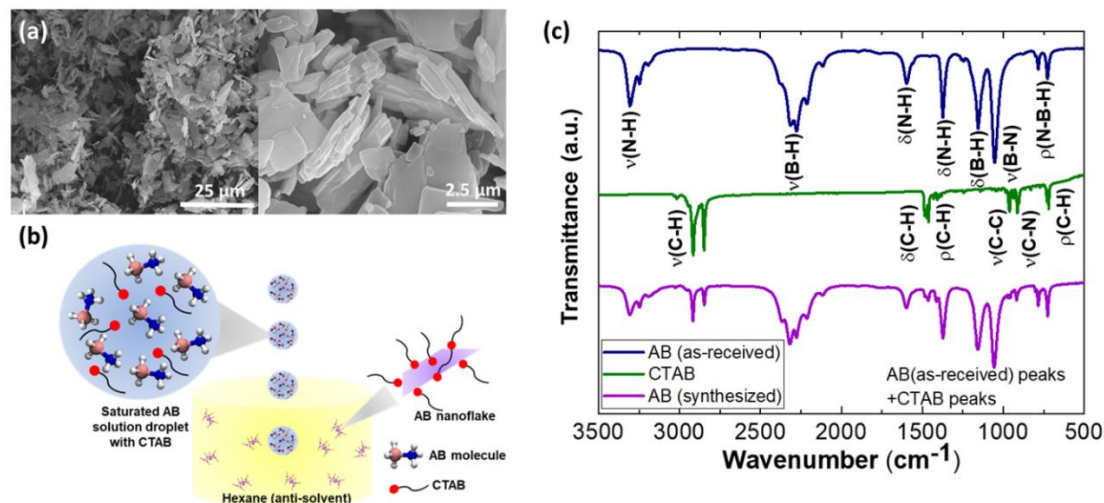 (a)
25 μm
2.5 μm
(b)
Saturated AB
solution droplet
with CTAB
Hexane (anti-solvent)
AB nanoflake
AB molecule
CTAB
(c)
Transmittance (a.u.)
ν(N-H)
ν(B-H)
δ(N-H)
δ(N-H)
δ(B-H)
ν(B-N)
ρ(N-B-H)
ν(C-H)
δ(C-H)
ρ(C-H)
ν(C-C)
ν(C-N)
ρ(C-H)
AB (as-received)
CTAB
AB (synthesized)
AB(as-received) peaks
+CTAB peaks
3500 3000 2500 2000 1500 1000 500
Wavenumber (cm⁻¹)